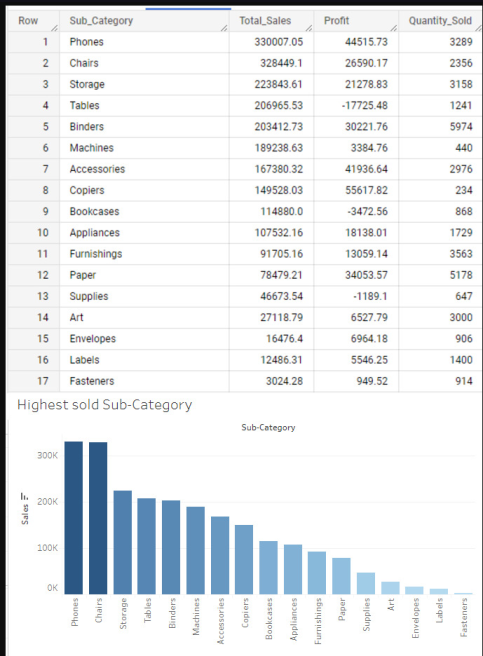 Row Sub_Category Total_Sales Profit Quantity_Sold
1 Phones 330007.05 44515.73 3289
2 Chairs 328449.1 26590.17 2356
3 Storage 223843.61 21278.83 3158
4 Tables 206965.53 -17725.48 1241
5 Binders 203412.73 30221.76 5974
6 Machines 189238.63 3384.76 440
7 Accessories 167380.32 41936.64 2976
8 Copiers 149528.03 55617.82 234
9 Bookcases 114880.0 -3472.56 868
10 Appliances 107532.16 18138.01 1729
11 Furnishings 91705.16 13059.14 3563
12 Paper 78479.21 34053.57 5178
13 Supplies 46673.54 -1189.1 647
14 Art 27118.79 6527.79 3000
15 Envelopes 16476.4 6964.18 906
16 Labels 12486.31 5546.25 1400
17 Fasteners 3024.28 949.52 914
Highest sold Sub-Category
Sub-Category
Sales
300K
200K
100K
0K
Phones
Chairs
Storage
Tables
Binders
Machines
Accessories
Copiers
Bookcases
Appliances
Furnishings
Paper
Supplies
Art
Envelopes
Labels
Fasteners